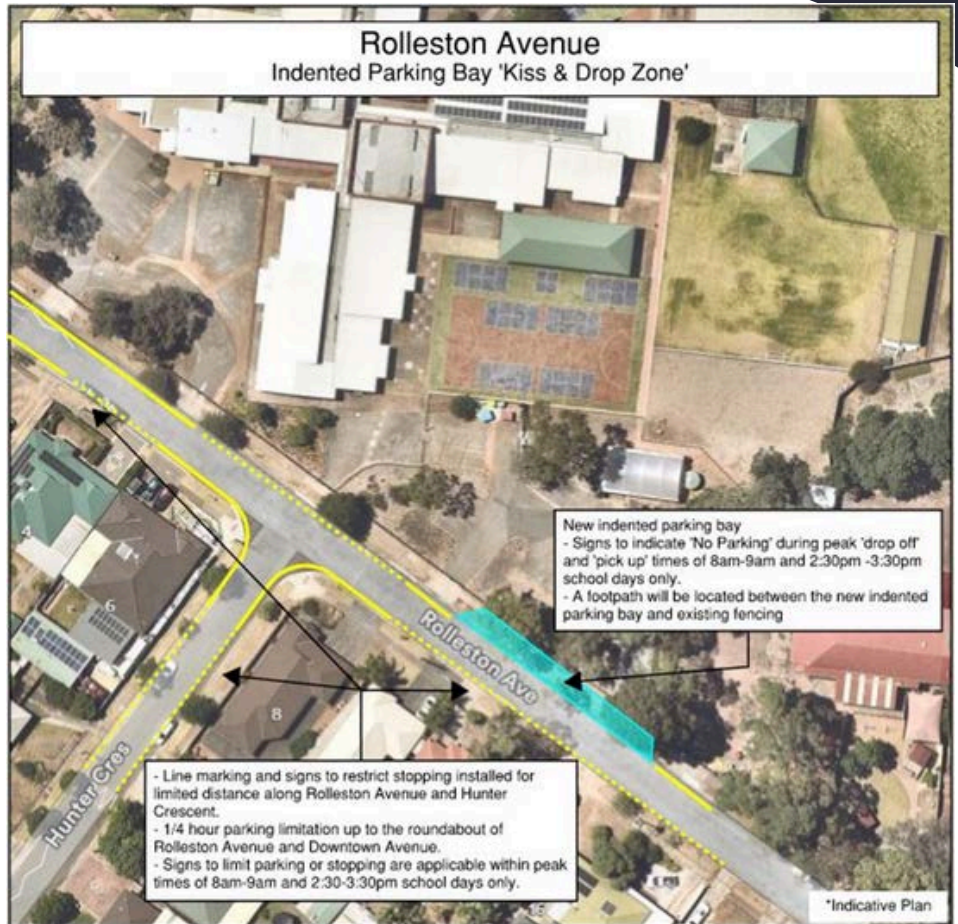 Rolleston Avenue
Indented Parking Bay 'Kiss & Drop Zone'
New indented parking bay
- Signs to indicate 'No Parking' during peak 'drop off'
and 'pick up' times of 8am-9am and 2:30pm -3:30pm
school days only.
- A footpath will be located between the new indented
parking bay and existing fencing
4
6
Rolleston Ave
8
Hunter Cres
- Line marking and signs to restrict stopping installed for
limited distance along Rolleston Avenue and Hunter
Crescent.
- 1/4 hour parking limitation up to the roundabout of
Rolleston Avenue and Downtown Avenue.
- Signs to limit parking or stopping are applicable within peak
times of 8am-9am and 2:30-3:30pm school days only.
*Indicative Plan